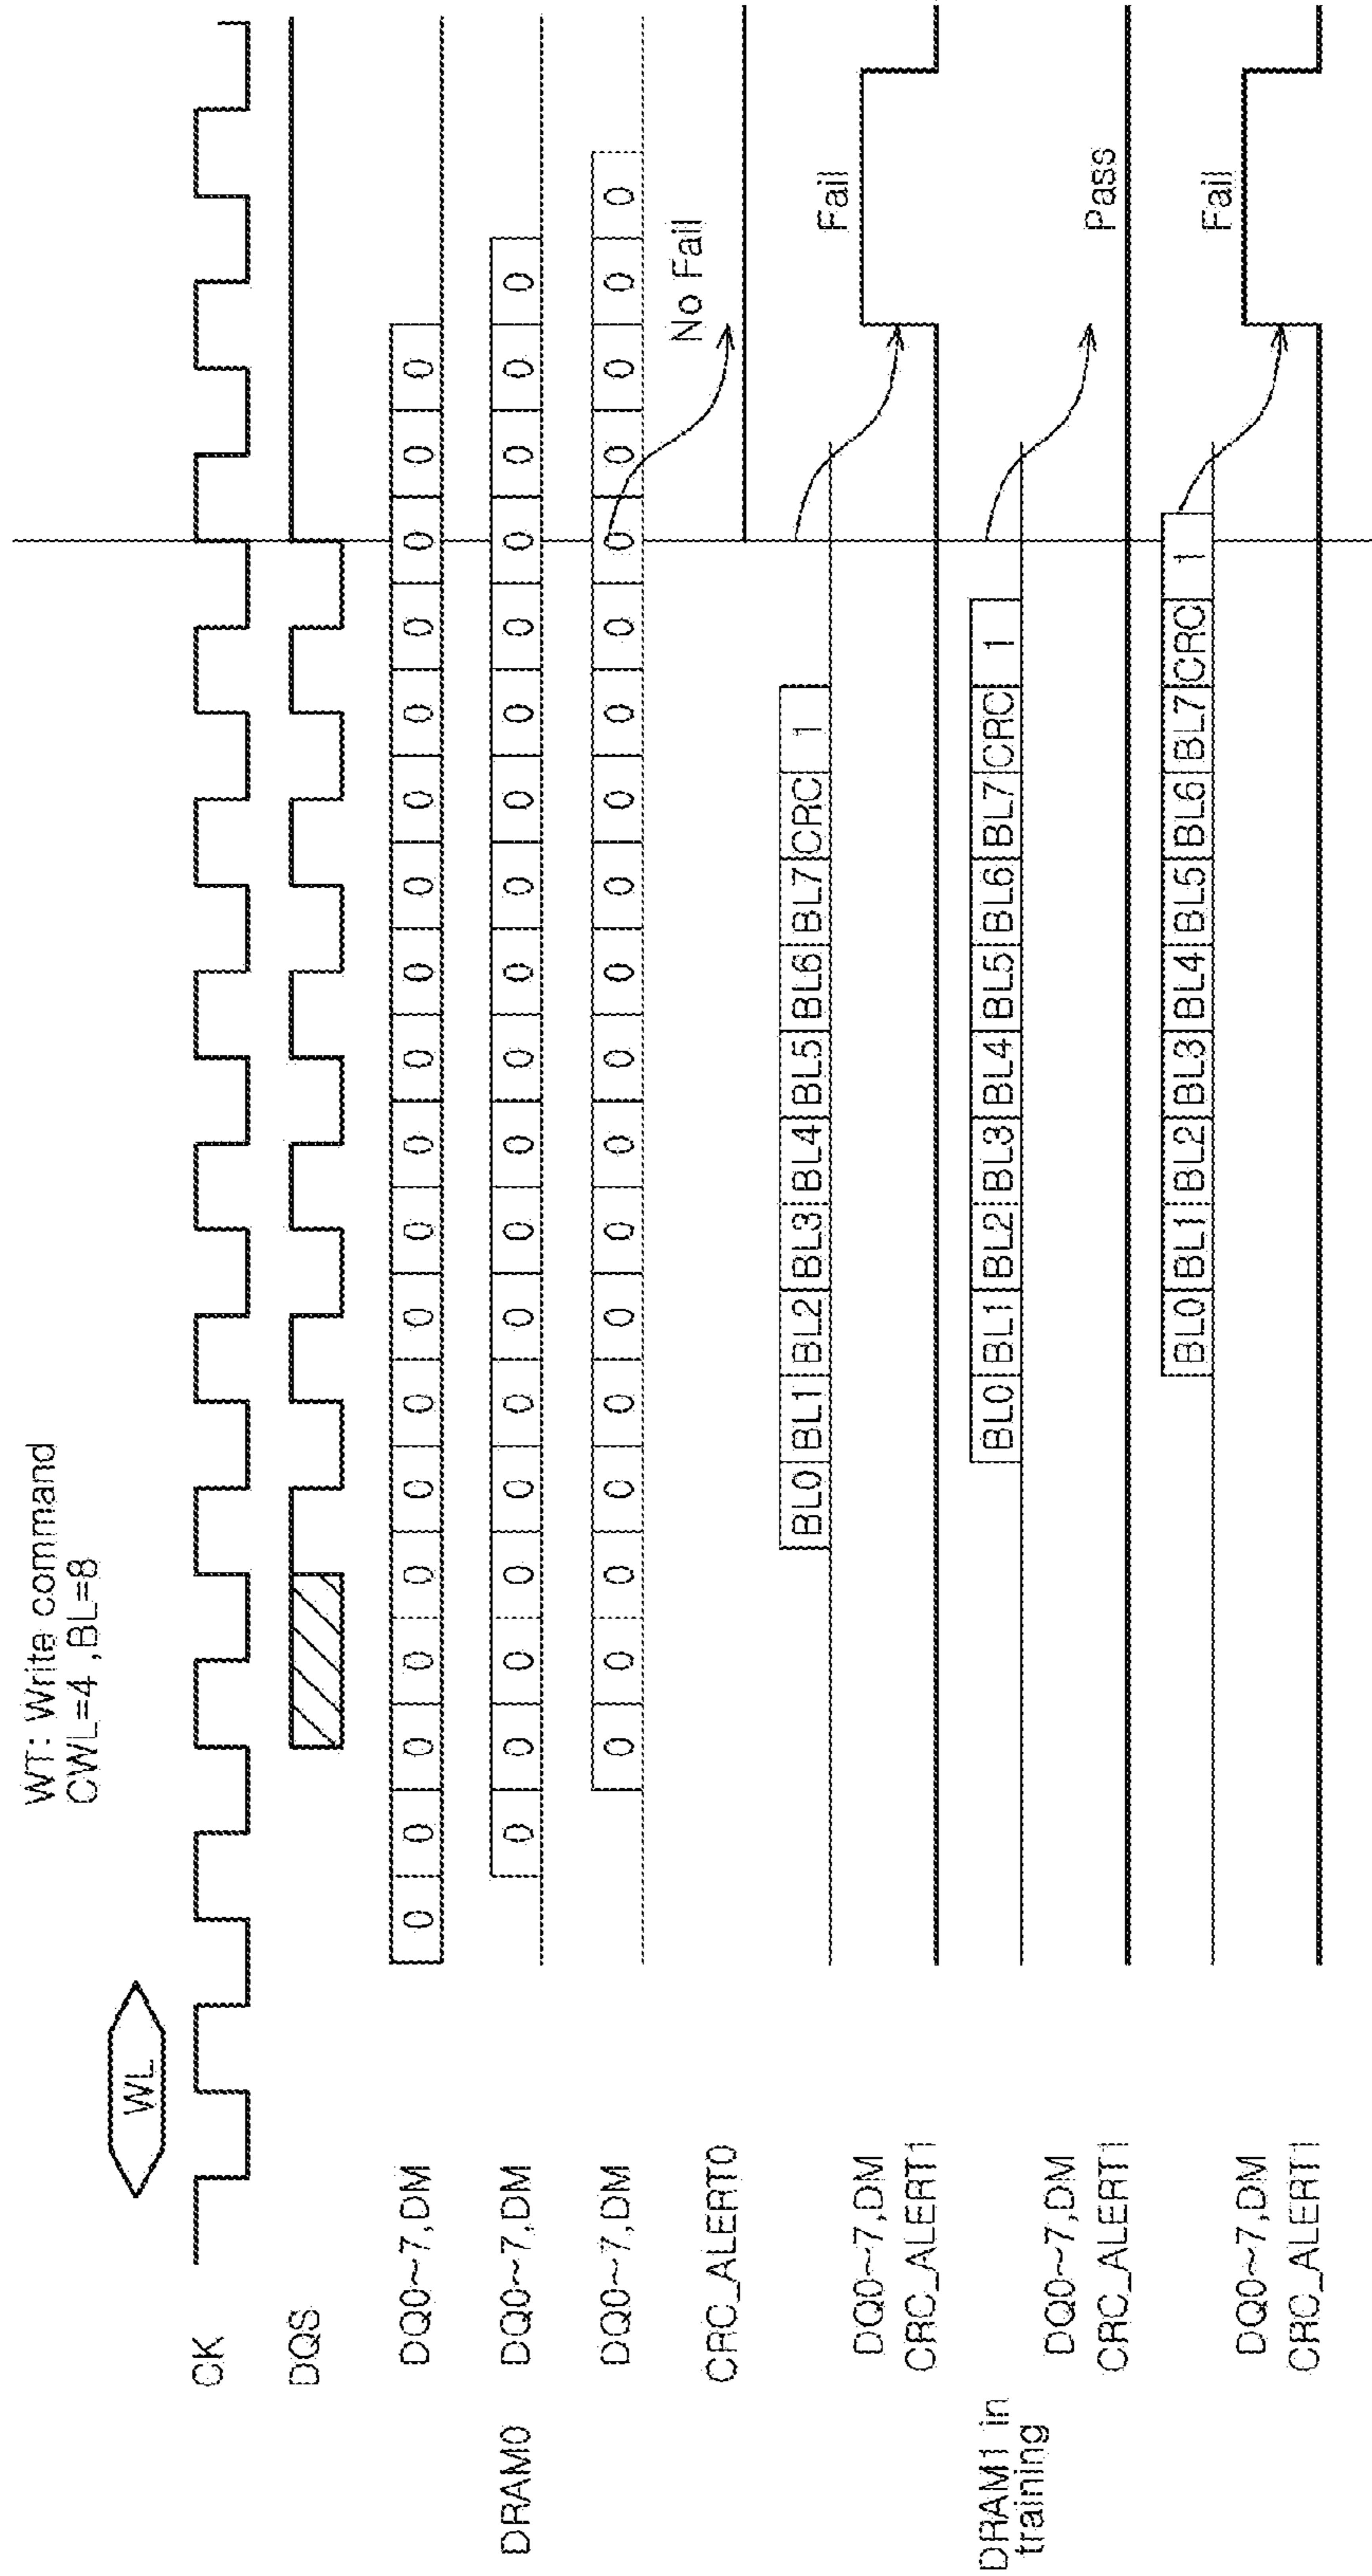 WT: Write command
CWL=4 ,BL=8
WL
CK
DQS
DQ0~7,DM 0 0 0 0 0 0 0 0 0 0 0 0 0 0 0 0 0 0 0
DRAM0 DQ0~7,DM 0 0 0 0 0 0 0 0 0 0 0 0 0 0 0 0 0 0 0
DQ0~7,DM 0 0 0 0 0 0 0 0 0 0 0 0 0 0 0 0 0 0 0
No Fail
CRC_ALERT0
BL0 BL1 BL2 BL3 BL4 BL5 BL6 BL7 CRC 1
DQ0~7,DM Fail
CRC_ALERT1
DRAM1 in
training
BL0 BL1 BL2 BL3 BL4 BL5 BL6 BL7 CRC 1
DQ0~7,DM
CRC_ALERT1 Pass
BL0 BL1 BL2 BL3 BL4 BL5 BL6 BL7 CRC 1
DQ0~7,DM Fail
CRC_ALERT1